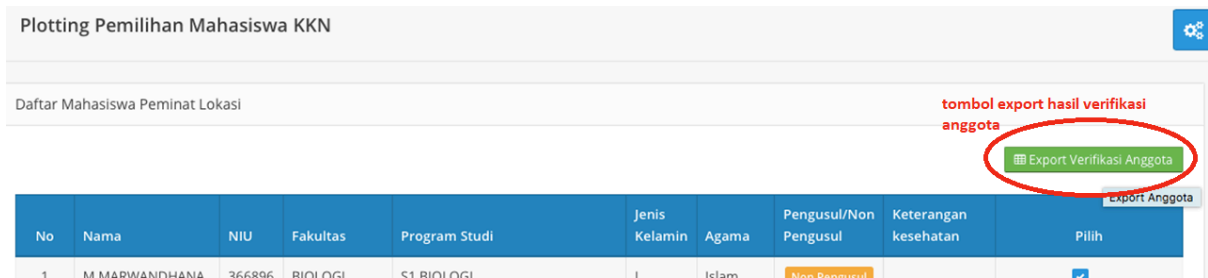 Plotting Pemilihan Mahasiswa KKN
Daftar Mahasiswa Peminat Lokasi
tombol export hasil verifikasi
anggota
Export Verifikasi Anggota
Export Anggota
No Nama NIU Fakultas Program Studi Jenis Kelamin Agama Pengusul/Non Pengusul Keterangan kesehatan Pilih
1 M MARWANDHANA 366896 BIOLOGI S1 BIOLOGI L Islam Non Pengusul